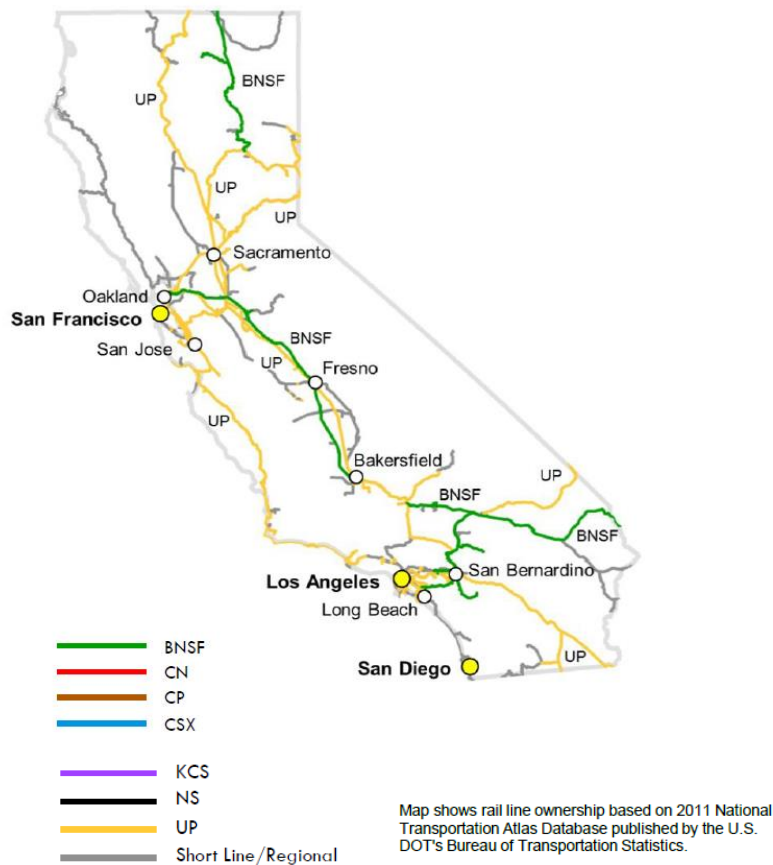 BNSF
UP
UP
UP
Sacramento
Oakland
San Francisco
San Jose
BNSF
UP
Fresno
UP
Bakersfield
UP
BNSF
BNSF
San Bernardino
Los Angeles
Long Beach
UP
San Diego
BNSF
CN
CP
CSX
KCS
NS
UP
Short Line/Regional
Map shows rail line ownership based on 2011 National
Transportation Atlas Database published by the U.S.
DOT's Bureau of Transportation Statistics.